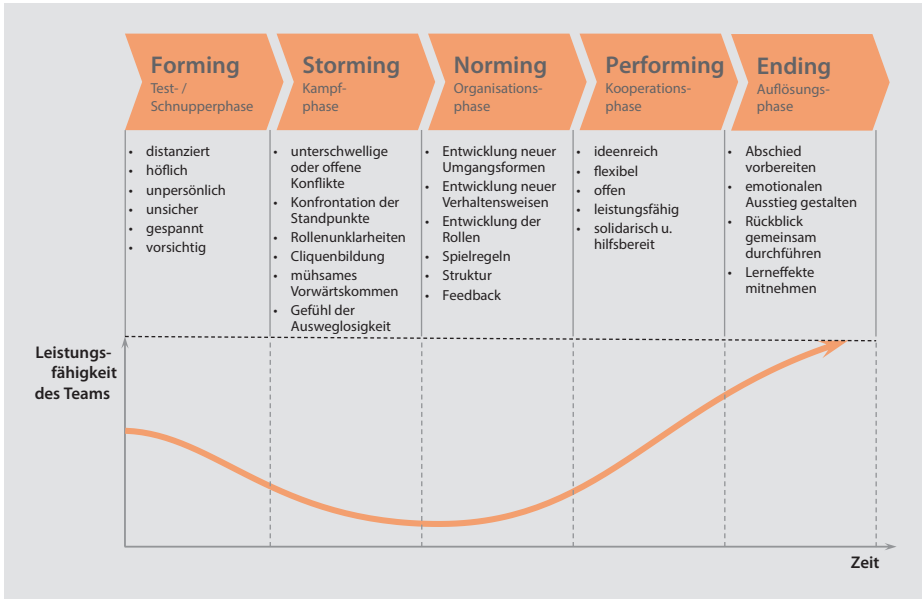 Forming
Test- /
Schnupperphase
Storming
Kampf-
phase
Norming
Organisations-
phase
Performing
Kooperations-
phase
Ending
Auflösungs-
phase
• distanziert
• höflich
• unpersönlich
• unsicher
• gespannt
• vorsichtig
• unterschwellige
oder offene
Konflikte
• Konfrontation der
Standpunkte
• Rollenunklarheiten
• Cliquenbildung
• mühsames
Vorwärtskommen
• Gefühl der
Ausweglosigkeit
• Entwicklung neuer
Umgangsformen
• Entwicklung neuer
Verhaltensweisen
• Entwicklung der
Rollen
• Spielregeln
• Struktur
• Feedback
• ideenreich
• flexibel
• offen
• leistungsfähig
• solidarisch u.
hilfsbereit
• Abschied
vorbereiten
• emotionalen
Ausstieg gestalten
• Rückblick
gemeinsam
durchführen
• Lerneffekte
mitnehmen
Leistungs-
fähigkeit
des Teams
Zeit